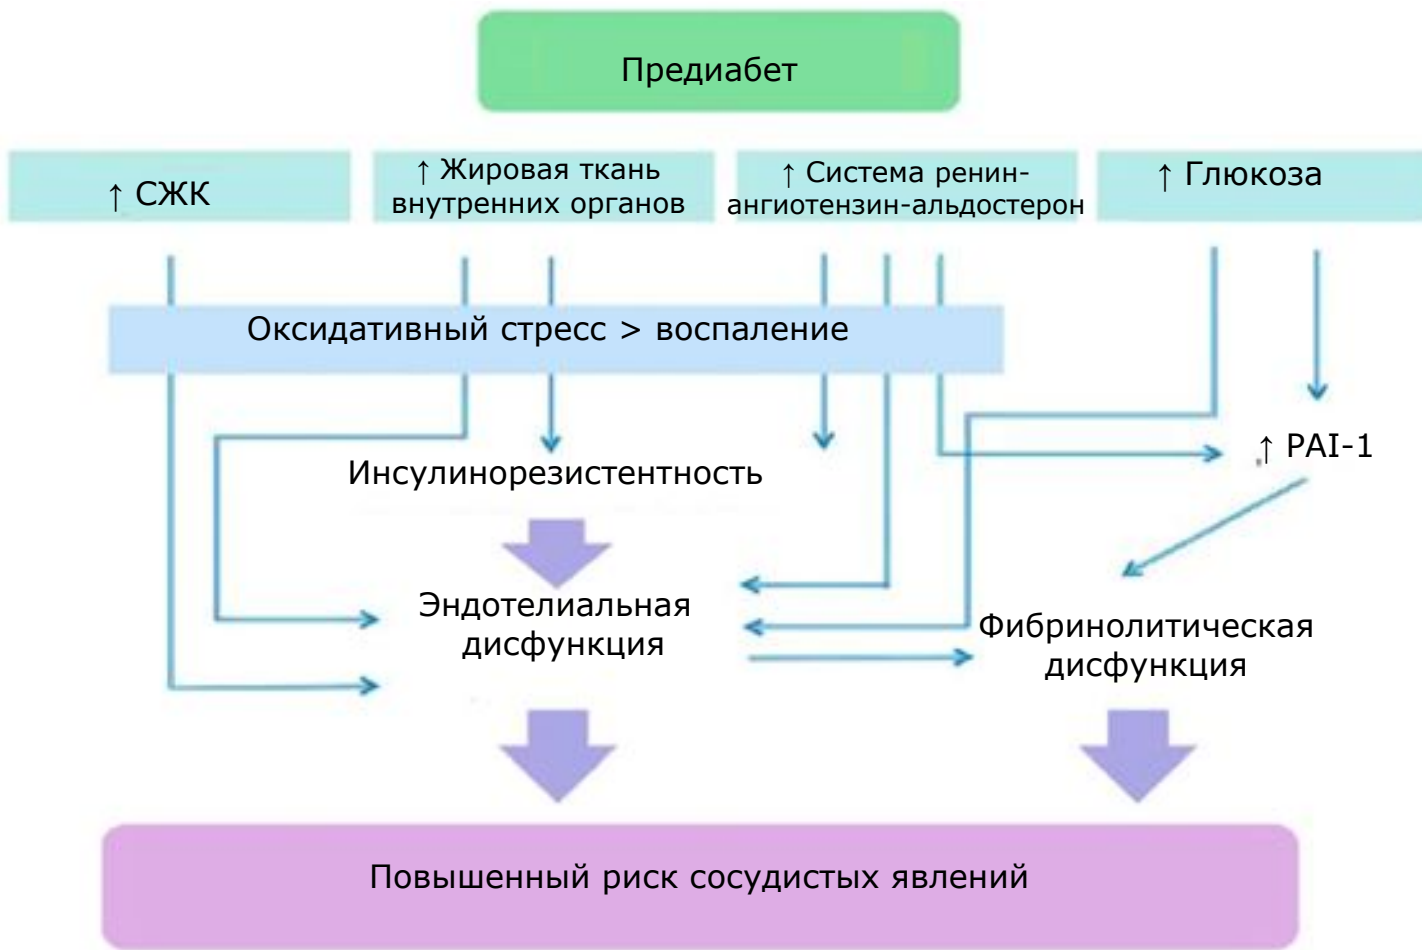 Предиабет
↑ СЖК
↑ Жировая ткань
внутренних органов
↑ Система ренин-
ангиотензин-альдостерон
↑ Глюкоза
Оксидативный стресс > воспаление
Инсулинорезистентность
↑ PAI-1
Эндотелиальная
дисфункция
Фибринолитическая
дисфункция
Повышенный риск сосудистых явлений